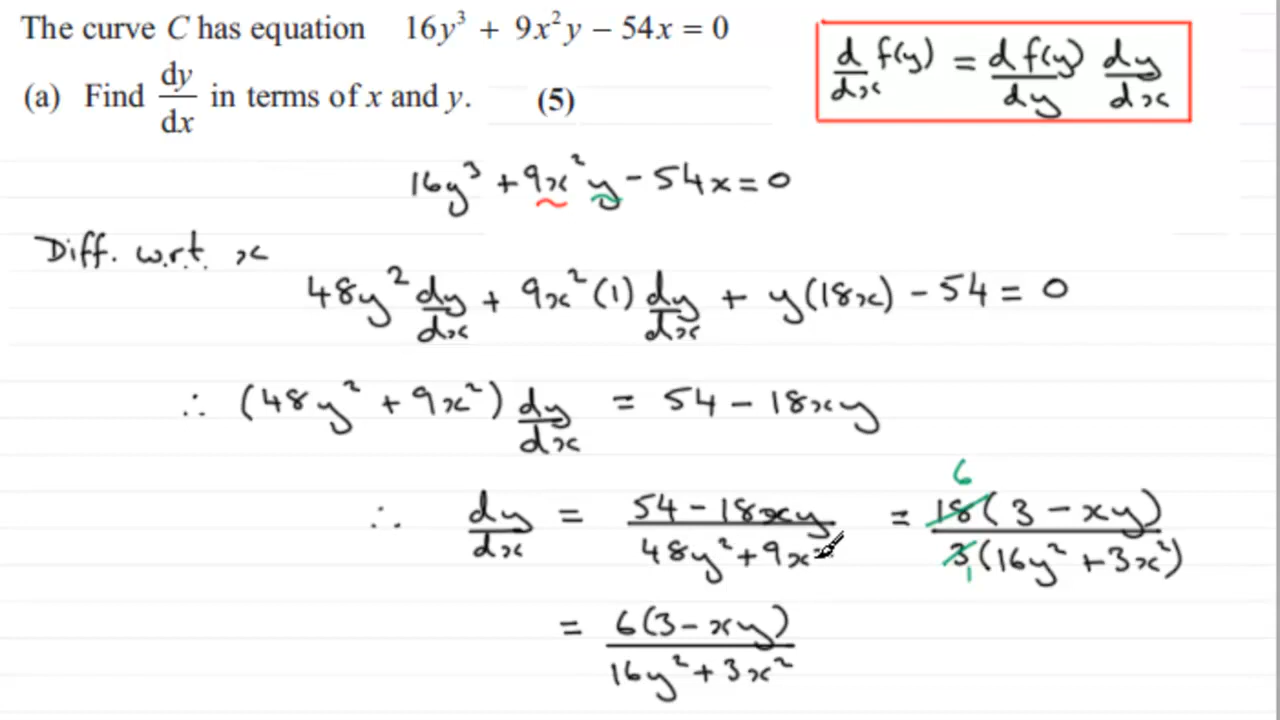 The curve C has equation 16y³ + 9x²y − 54x = 0
(a) Find dy/dx in terms of x and y. (5)
d/dx f(y) = d f(y)/dy dy/dx
16y³ + 9x²y − 54x = 0
Diff. w.r.t. x
48y² dy/dx + 9x²(1) dy/dx + y(18x) − 54 = 0
∴ (48y² + 9x²) dy/dx = 54 − 18xy
∴ dy/dx = (54 − 18xy)/(48y² + 9x²) = 6 18(3 − xy)/3 1(16y² + 3x²)
= 6(3 − xy)/(16y² + 3x²)